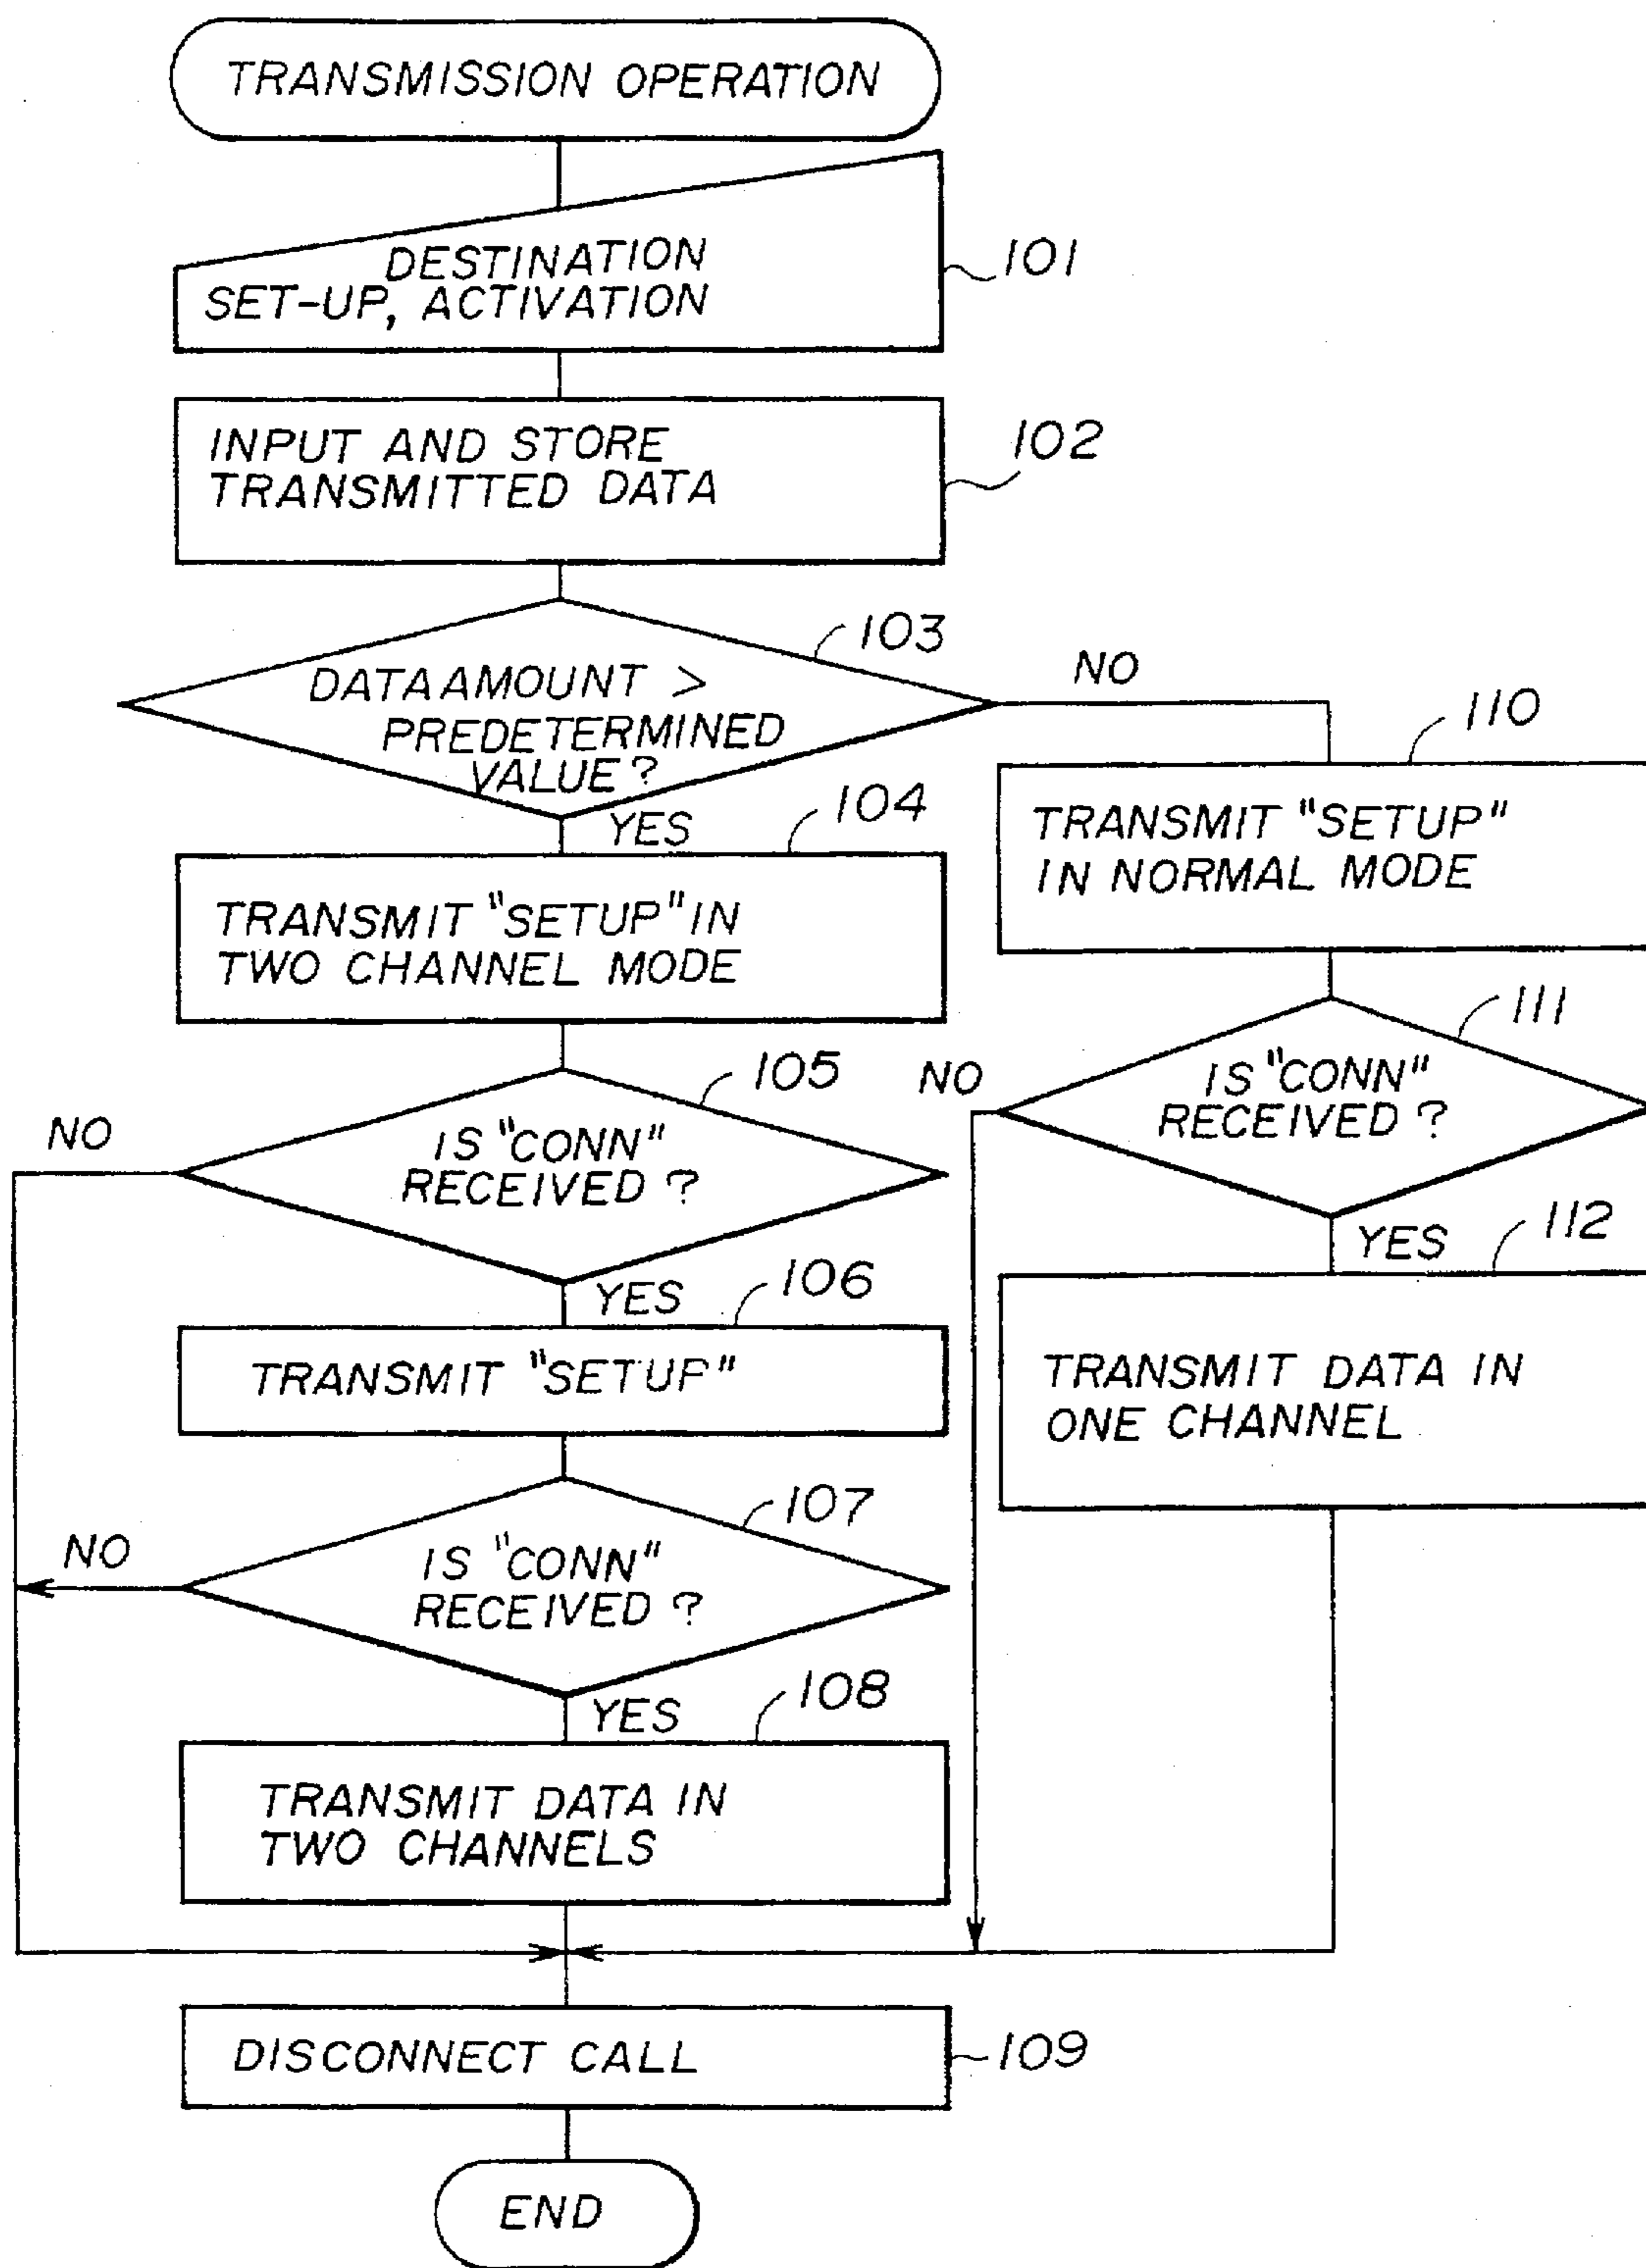 TRANSMISSION OPERATION
DESTINATION
SET-UP, ACTIVATION
101
INPUT AND STORE
TRANSMITTED DATA
102
103
DATA AMOUNT >
PREDETERMINED
VALUE?
NO
YES
104
TRANSMIT "SETUP" IN
TWO CHANNEL MODE
105
IS "CONN"
RECEIVED?
NO
YES
106
TRANSMIT "SETUP"
107
IS "CONN"
RECEIVED?
NO
YES
108
TRANSMIT DATA IN
TWO CHANNELS
110
TRANSMIT "SETUP"
IN NORMAL MODE
111
IS "CONN"
RECEIVED?
NO
YES
112
TRANSMIT DATA IN
ONE CHANNEL
DISCONNECT CALL
109
END